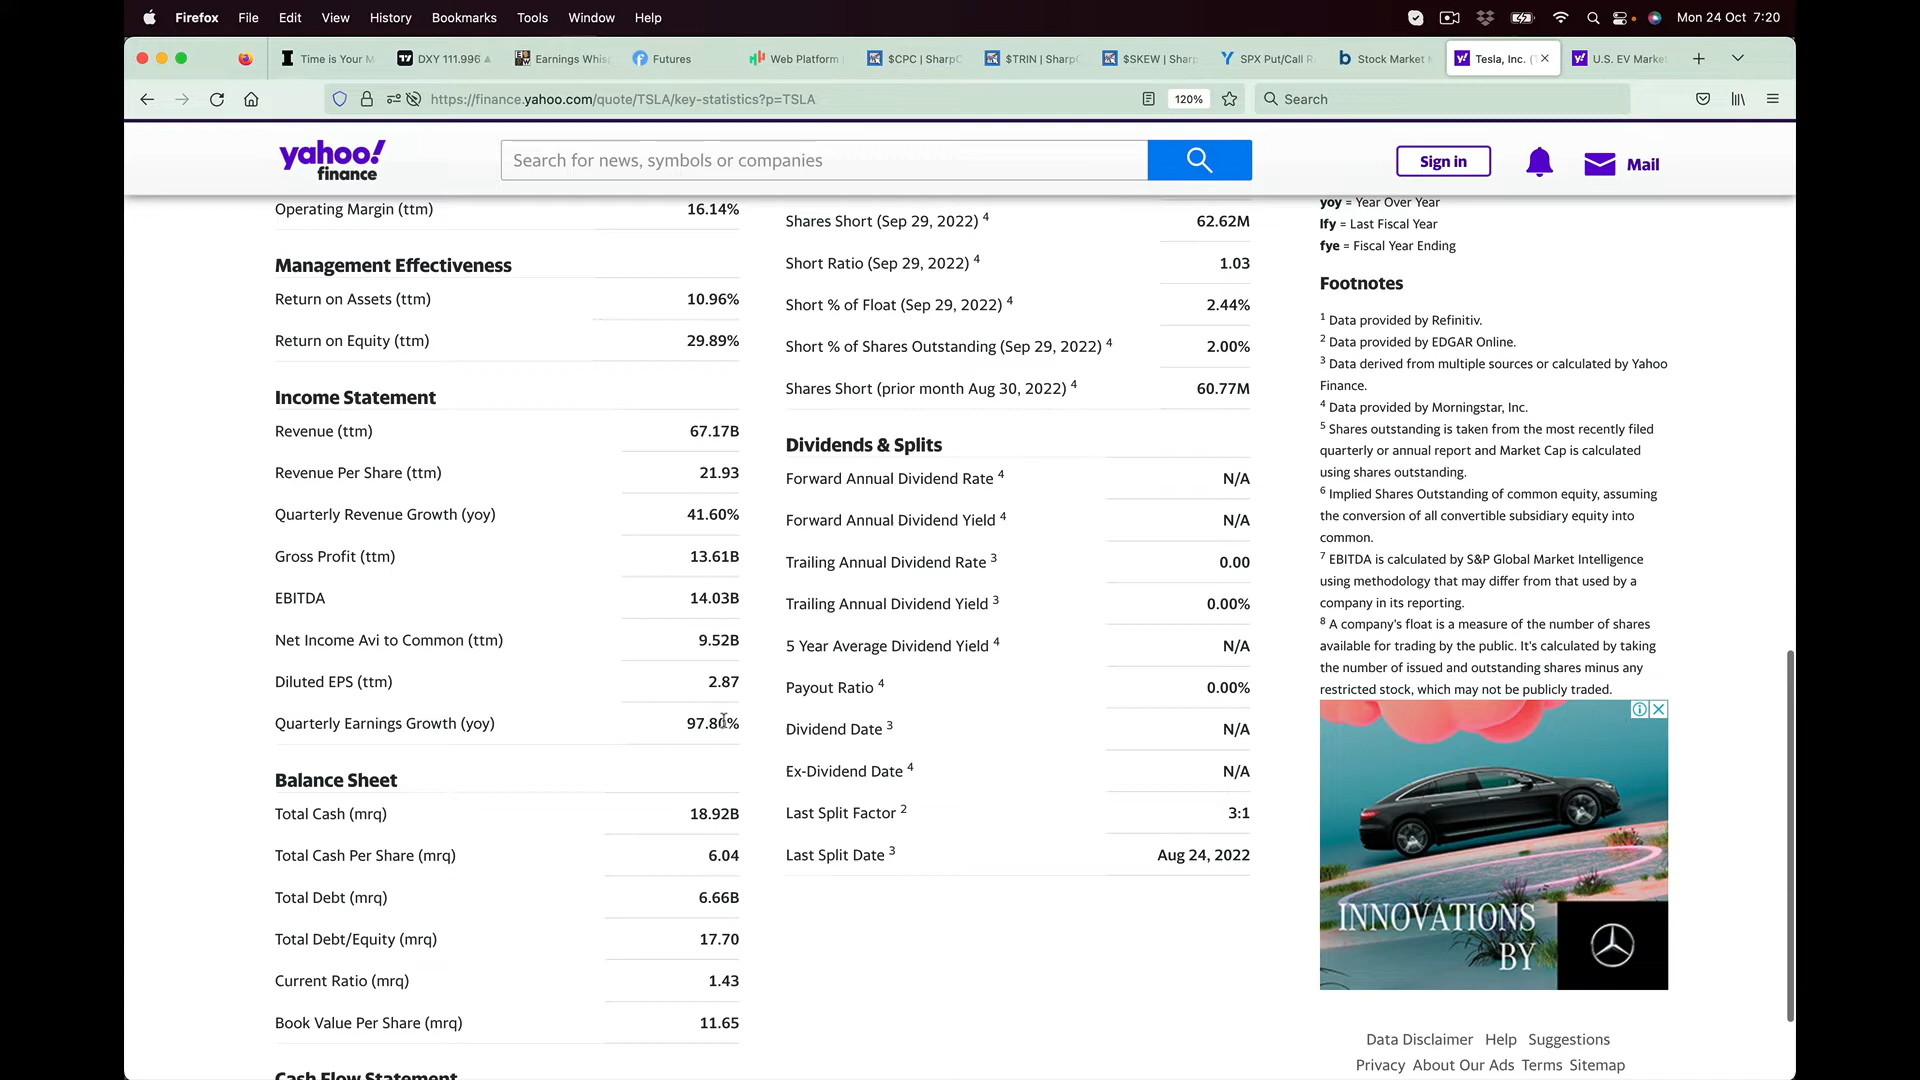 Firefox File Edit View History Bookmarks Tools Window Help Mon 24 Oct 7:20
Time is Your M DXY 111.996 ▲ Earnings Whis Futures Web Platform $CPC | SharpC $TRIN | SharpC $SKEW | Sharp SPX Put/Call R Stock Market Tesla, Inc. (T U.S. EV Market
https://finance.yahoo.com/quote/TSLA/key-statistics?p=TSLA 120% Search
yahoo!
finance
Search for news, symbols or companies
Sign in
Mail
Operating Margin (ttm) 16.14%
Management Effectiveness
Return on Assets (ttm) 10.96%
Return on Equity (ttm) 29.89%
Income Statement
Revenue (ttm) 67.17B
Revenue Per Share (ttm) 21.93
Quarterly Revenue Growth (yoy) 41.60%
Gross Profit (ttm) 13.61B
EBITDA 14.03B
Net Income Avi to Common (ttm) 9.52B
Diluted EPS (ttm) 2.87
Quarterly Earnings Growth (yoy) 97.80%
Balance Sheet
Total Cash (mrq) 18.92B
Total Cash Per Share (mrq) 6.04
Total Debt (mrq) 6.66B
Total Debt/Equity (mrq) 17.70
Current Ratio (mrq) 1.43
Book Value Per Share (mrq) 11.65
Cash Flow Statement
Shares Short (Sep 29, 2022) 4 62.62M
Short Ratio (Sep 29, 2022) 4 1.03
Short % of Float (Sep 29, 2022) 4 2.44%
Short % of Shares Outstanding (Sep 29, 2022) 4 2.00%
Shares Short (prior month Aug 30, 2022) 4 60.77M
Dividends & Splits
Forward Annual Dividend Rate 4 N/A
Forward Annual Dividend Yield 4 N/A
Trailing Annual Dividend Rate 3 0.00
Trailing Annual Dividend Yield 3 0.00%
5 Year Average Dividend Yield 4 N/A
Payout Ratio 4 0.00%
Dividend Date 3 N/A
Ex-Dividend Date 4 N/A
Last Split Factor 2 3:1
Last Split Date 3 Aug 24, 2022
yoy = Year Over Year
lfy = Last Fiscal Year
fye = Fiscal Year Ending
Footnotes
1 Data provided by Refinitiv.
2 Data provided by EDGAR Online.
3 Data derived from multiple sources or calculated by Yahoo
Finance.
4 Data provided by Morningstar, Inc.
5 Shares outstanding is taken from the most recently filed
quarterly or annual report and Market Cap is calculated
using shares outstanding.
6 Implied Shares Outstanding of common equity, assuming
the conversion of all convertible subsidiary equity into
common.
7 EBITDA is calculated by S&P Global Market Intelligence
using methodology that may differ from that used by a
company in its reporting.
8 A company's float is a measure of the number of shares
available for trading by the public. It's calculated by taking
the number of issued and outstanding shares minus any
restricted stock, which may not be publicly traded.
INNOVATIONS
BY
Data Disclaimer Help Suggestions
Privacy About Our Ads Terms Sitemap